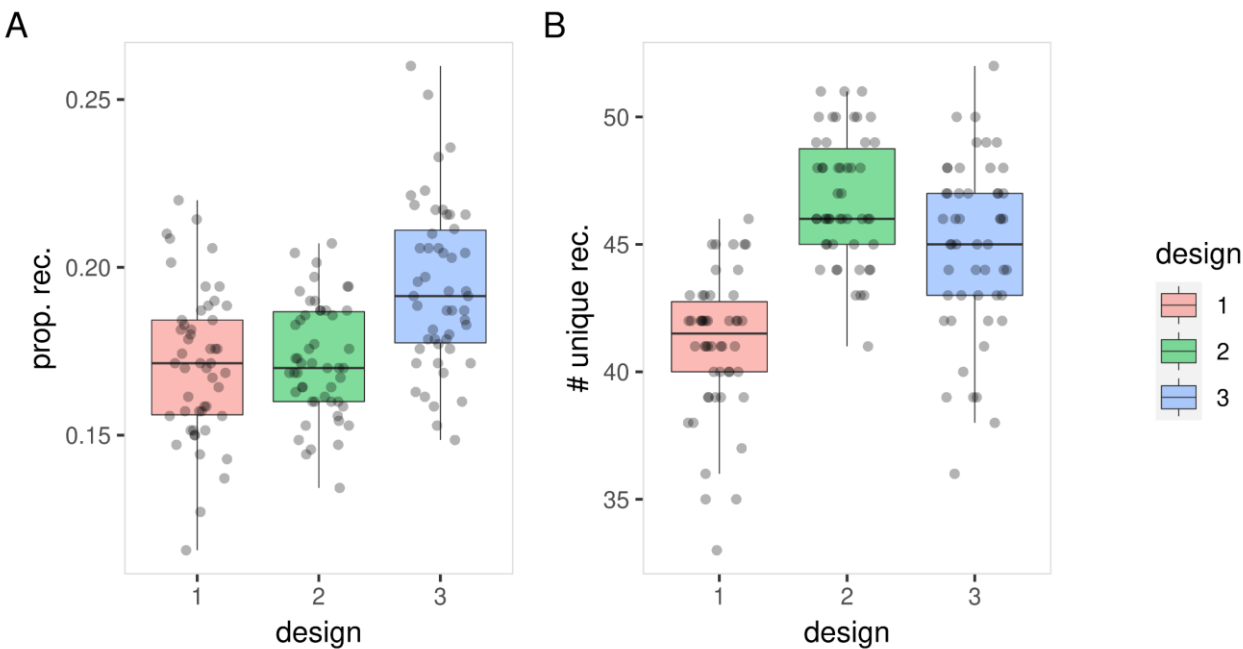 A
B
prop. rec.
0.25
0.20
0.15
1 2 3
design
# unique rec.
50
45
40
35
1 2 3
design
design
1
2
3